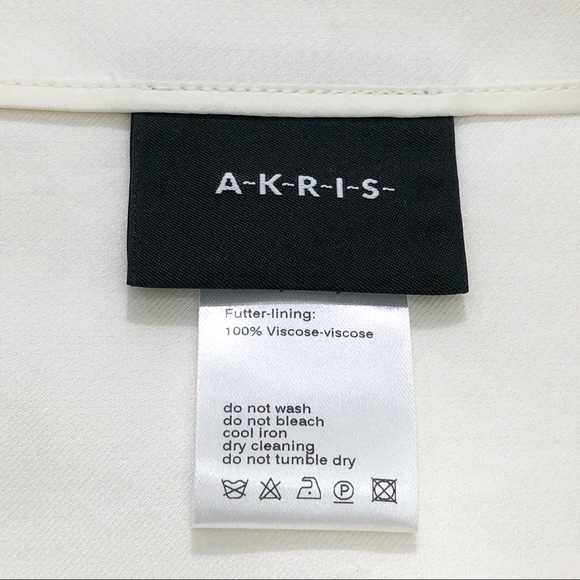 A~K~R~I~S~
Futter-lining:
100% Viscose-viscose
do not wash
do not bleach
cool iron
dry cleaning
do not tumble dry
P